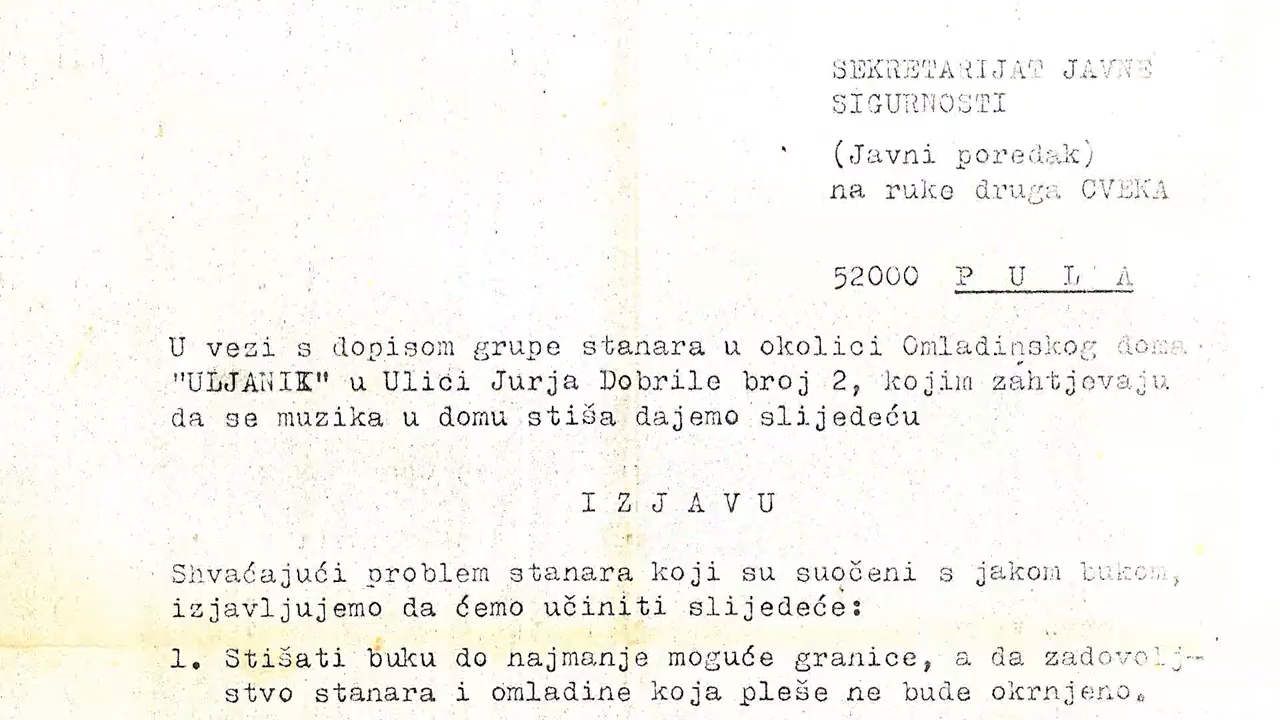 SEKRETARIJAT JAVNE
SIGURNOSTI
(Javni poredak)
na ruke druga CVEKA
52000 P U L A
U vezi s dopisom grupe stanara u okolici Omladinskog doma
"ULJANIK" u Ulici Jurja Dobrile broj 2, kojim zahtjevaju
da se muzika u domu stiša dajemo slijedeću
I Z J A V U
Shvaćajući problem stanara koji su suočeni s jakom bukom,
izjavljujemo da ćemo učiniti slijedeće:
1. Stišati buku do najmanje moguće granice, a da zadovolj-
stvo stanara i omladine koja pleše ne bude okrnjeno.